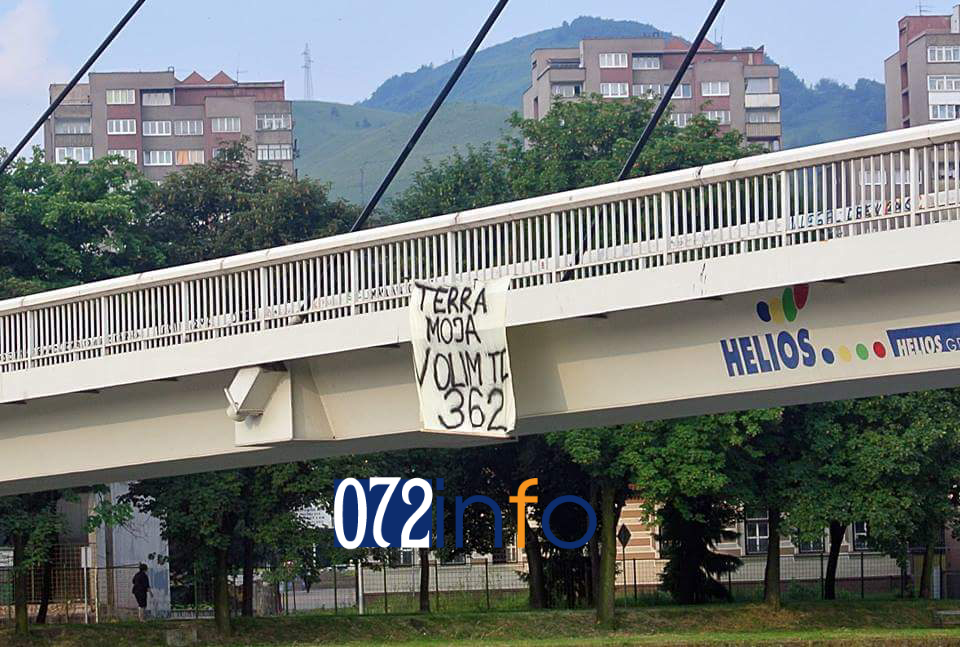 TERRA
MOJA
VOLIM TE
362
HELIOS
HELIOS G
072info